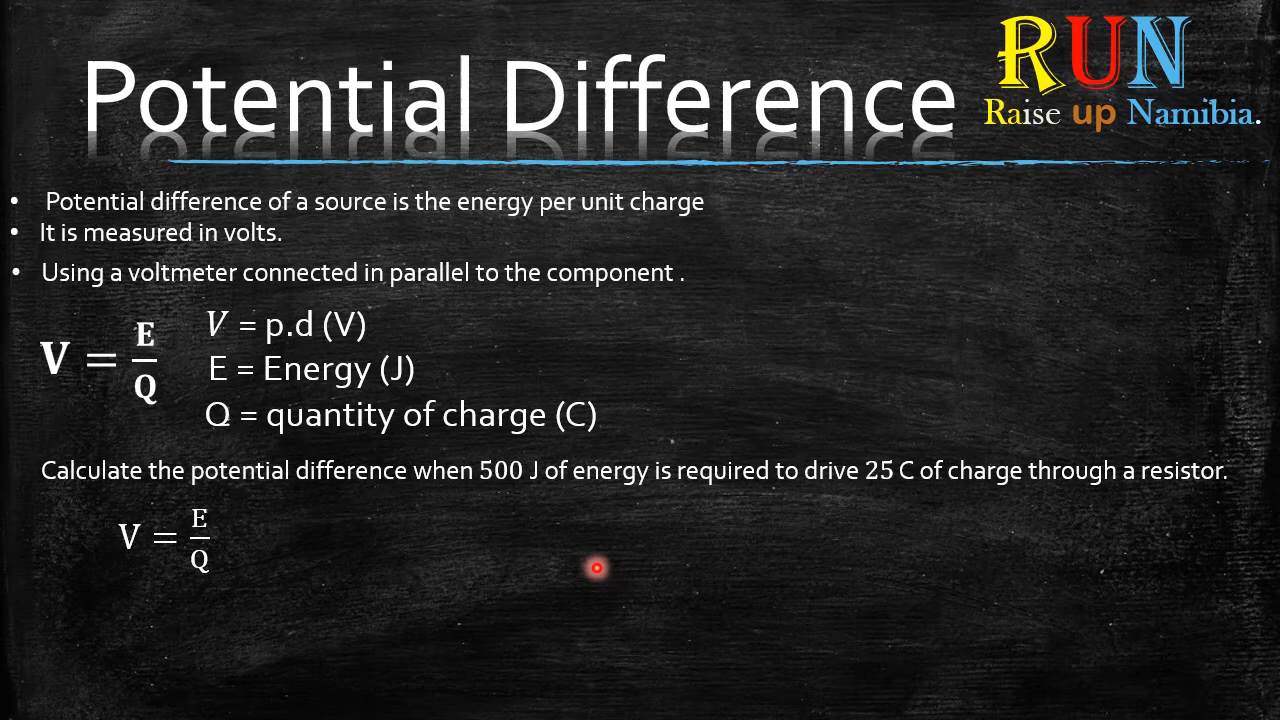 RUN
Raise up Namibia.
Potential Difference
• Potential difference of a source is the energy per unit charge
• It is measured in volts.
• Using a voltmeter connected in parallel to the component .
V = E/Q
V = p.d (V)
E = Energy (J)
Q = quantity of charge (C)
Calculate the potential difference when 500 J of energy is required to drive 25 C of charge through a resistor.
V = E/Q